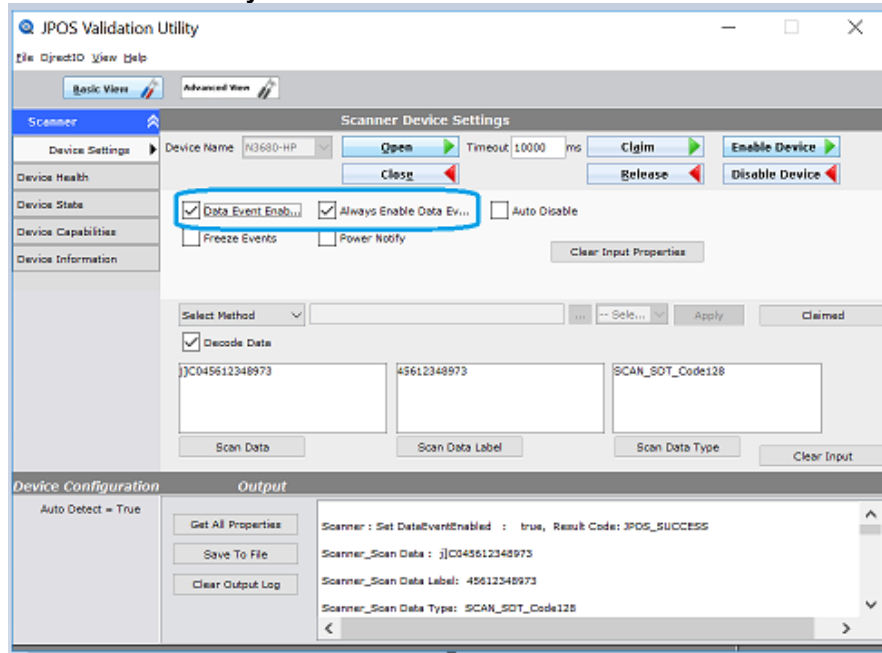 JPOS Validation Utility
File DirectIO View Help
Basic View Advanced View
Scanner
Scanner Device Settings
Device Settings
Device Name N3680-HP Open Timeout 10000 ms Claim Enable Device
Device Health
Close Release Disable Device
Device State
Data Event Enab... Always Enable Data Ev... Auto Disable
Device Capabilities
Freeze Events Power Notify
Device Information
Clear Input Properties
Select Method ... -- Sele... Apply Claimed
Decode Data
j]C045612348973 45612348973 SCAN_SDT_Code128
Scan Data Scan Data Label Scan Data Type
Clear Input
Device Configuration Output
Auto Detect = True
Get All Properties
Scanner : Set DataEventEnabled : true, Result Code: JPOS_SUCCESS
Save To File
Scanner_Scan Data : j]C045612348973
Clear Output Log
Scanner_Scan Data Label: 45612348973
Scanner_Scan Data Type: SCAN_SDT_Code128